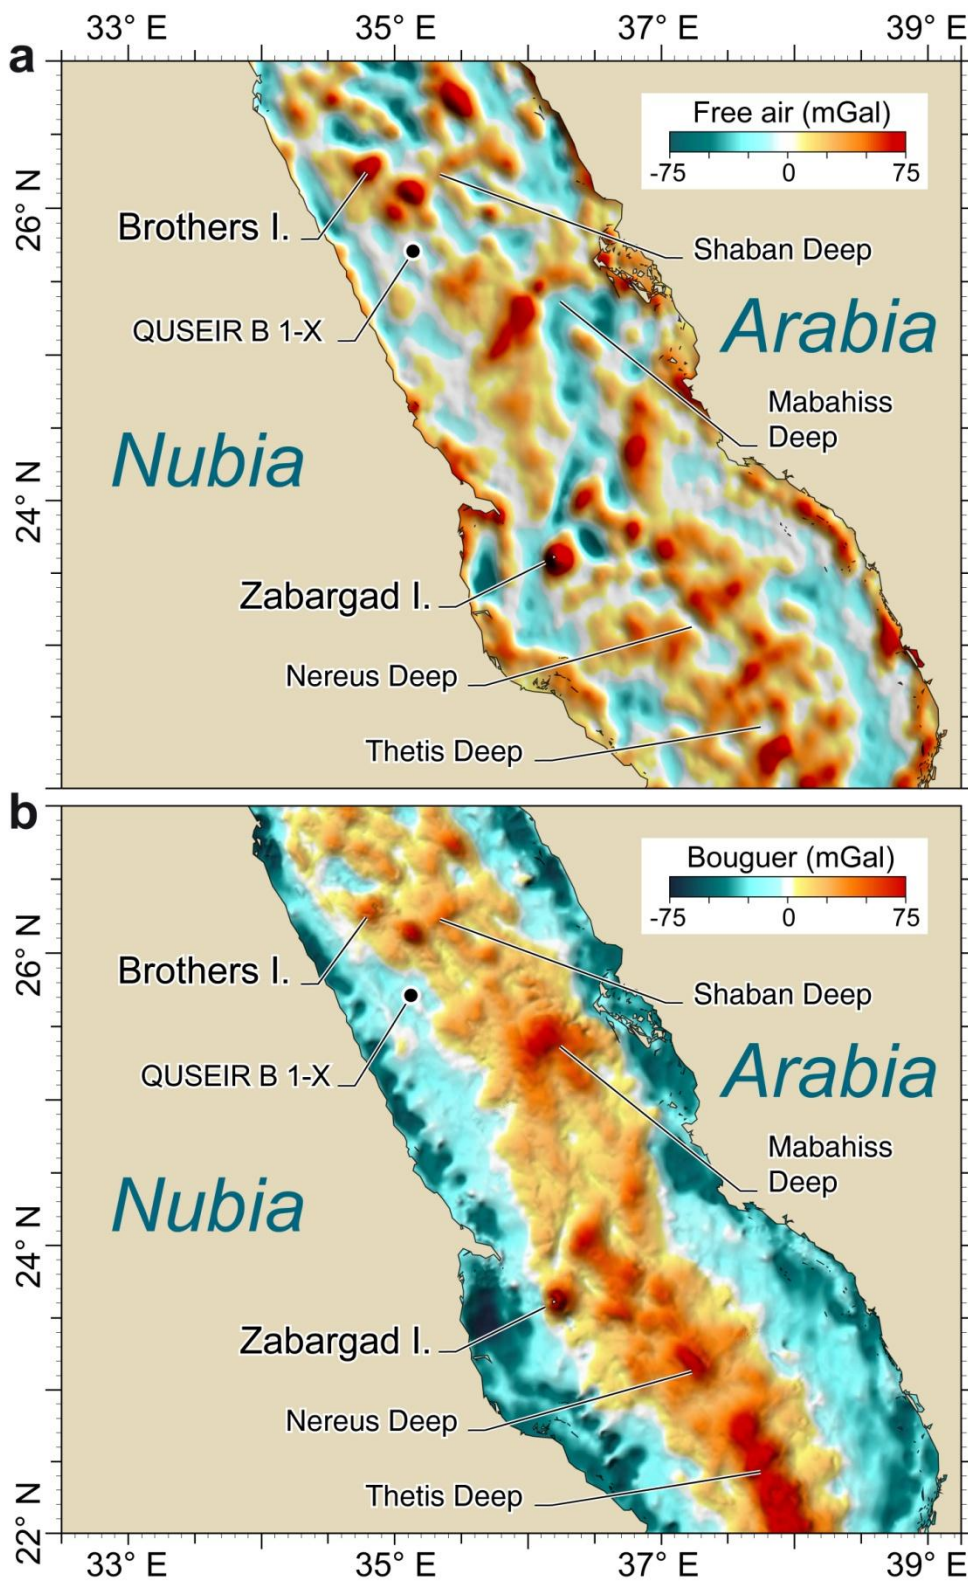 33° E 35° E 37° E 39° E
a
Free air (mGal)
-75 0 75
26° N
Brothers I.
Shaban Deep
QUSEIR B 1-X
Arabia
Mabahiss
Deep
Nubia
24° N
Zabargad I.
Nereus Deep
Thetis Deep
b
Bouguer (mGal)
-75 0 75
26° N
Brothers I.
Shaban Deep
QUSEIR B 1-X
Arabia
Mabahiss
Deep
Nubia
24° N
Zabargad I.
Nereus Deep
Thetis Deep
22° N
33° E 35° E 37° E 39° E